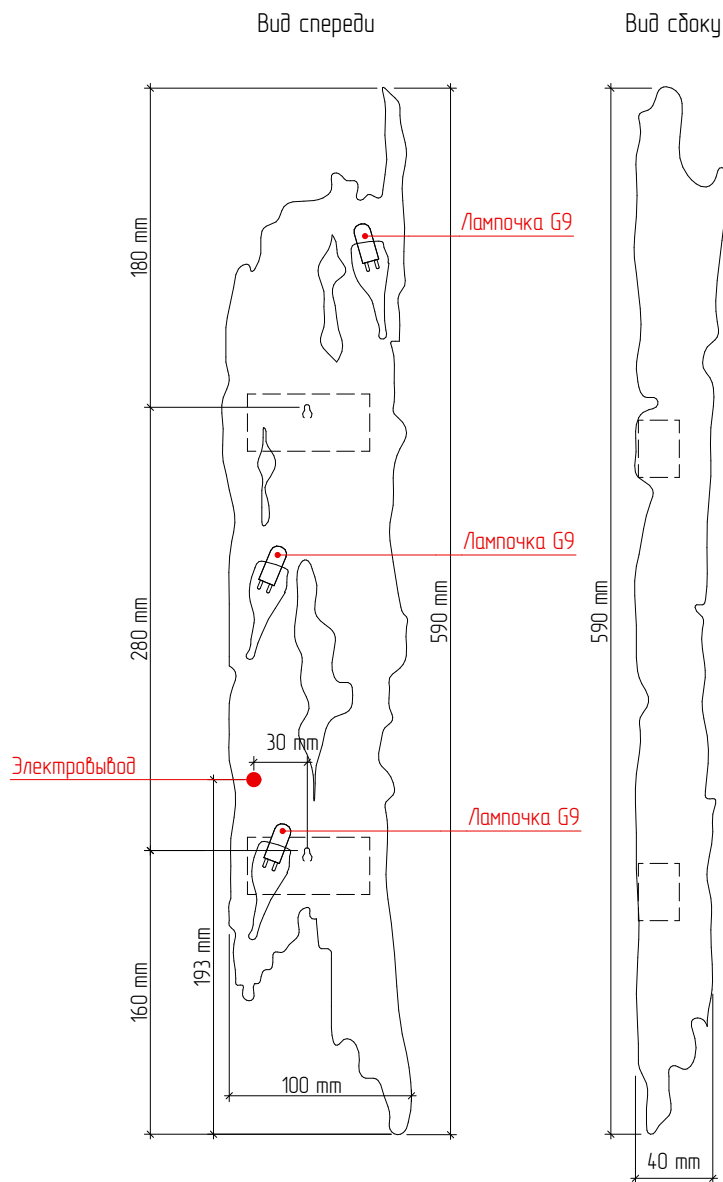 Вид спереди
Вид сбоку
Лампочка G9
180 mm
Лампочка G9
280 mm
590 mm
590 mm
30 mm
Электровывод
Лампочка G9
193 mm
160 mm
100 mm
40 mm